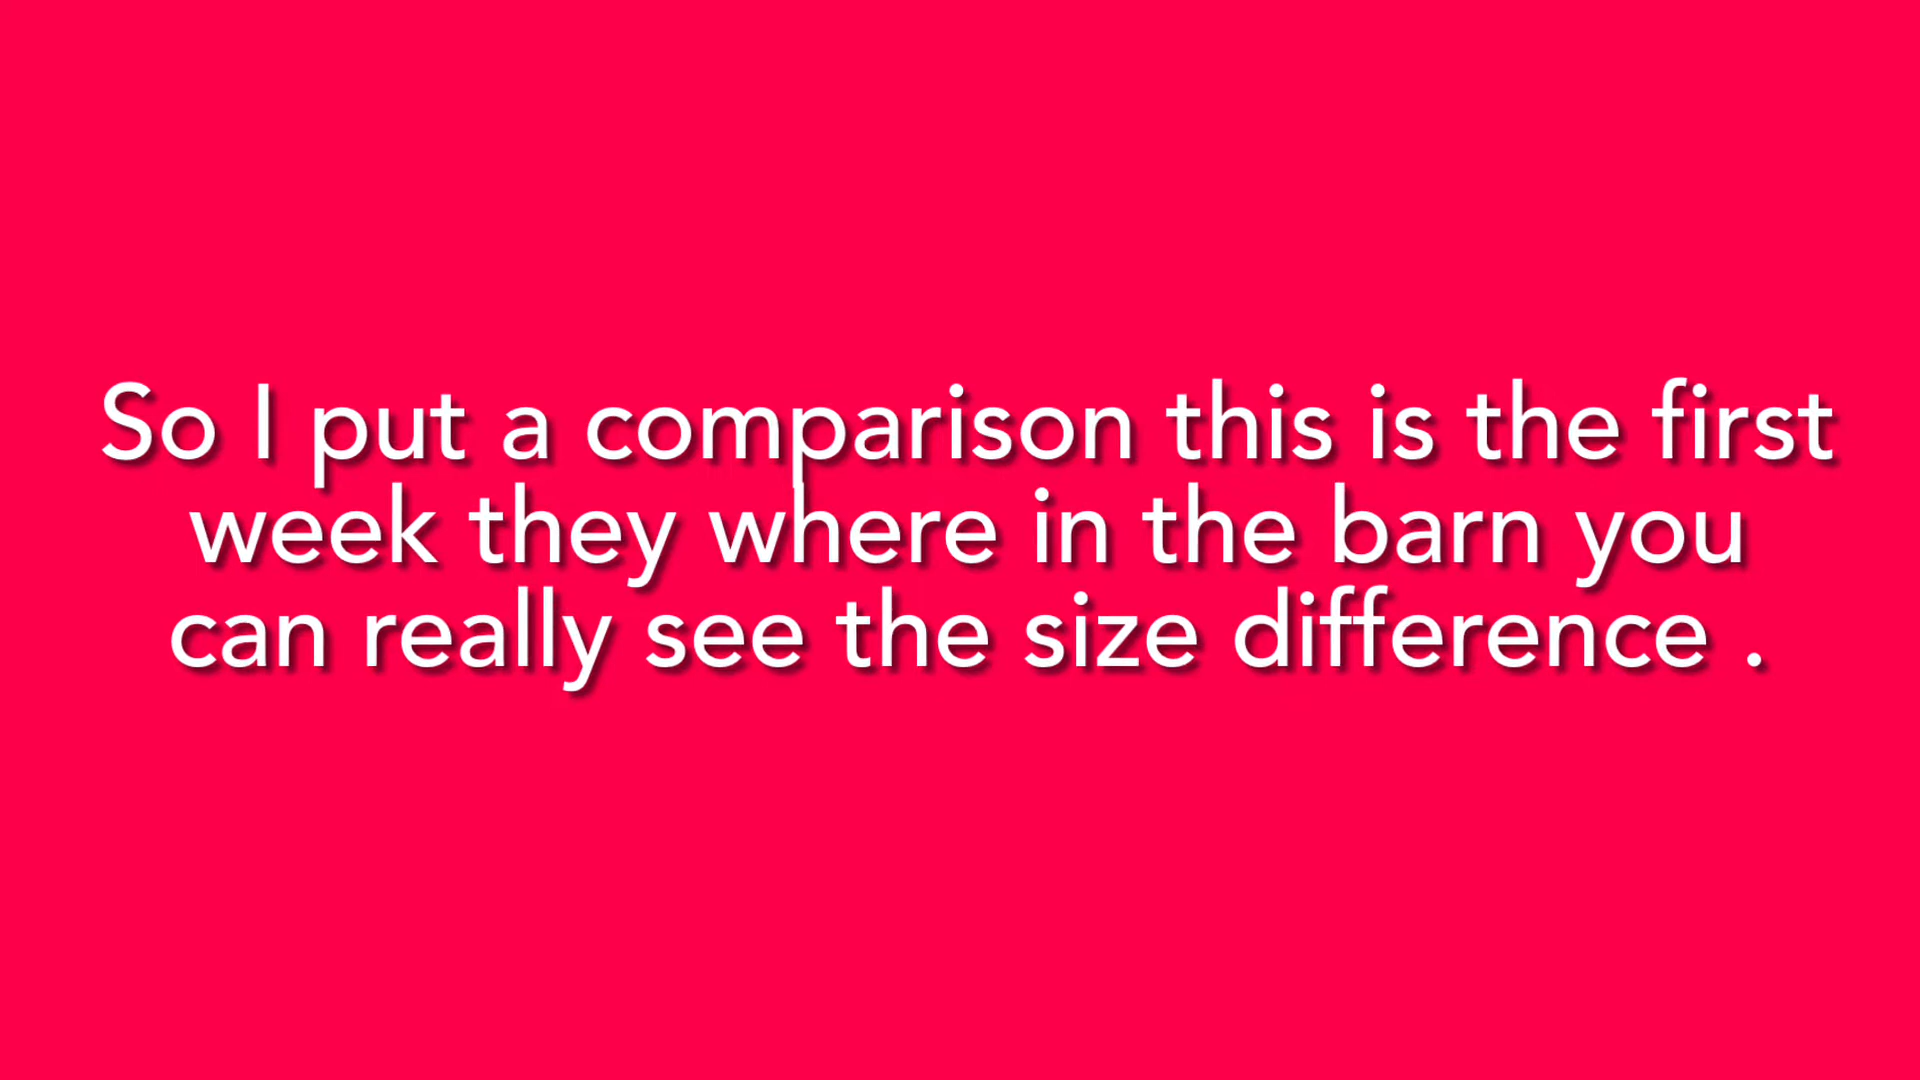 So I put a comparison this is the first
week they where in the barn you
can really see the size difference .